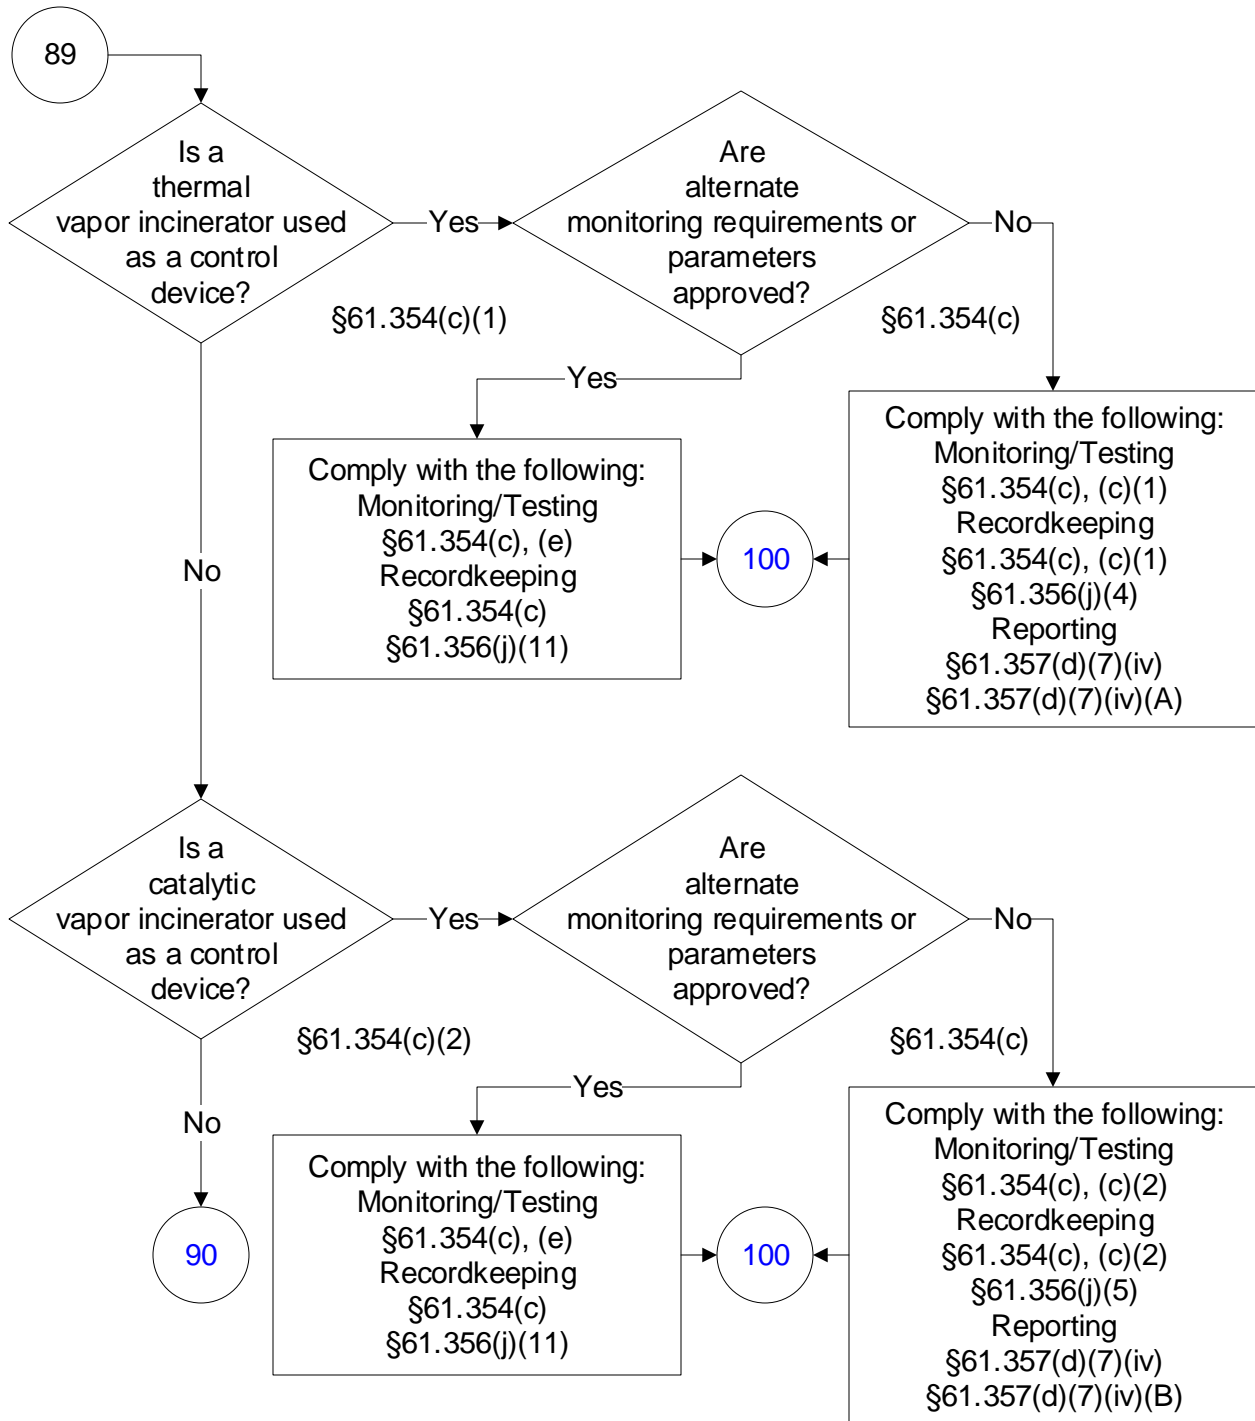 89
Is a
thermal
vapor incinerator used
as a control
device?
Yes
Are
alternate
monitoring requirements or
parameters
approved?
No
§61.354(c)(1)
§61.354(c)
Yes
Comply with the following:
Monitoring/Testing
§61.354(c), (e)
Recordkeeping
§61.354(c)
§61.356(j)(11)
100
Comply with the following:
Monitoring/Testing
§61.354(c), (c)(1)
Recordkeeping
§61.354(c), (c)(1)
§61.356(j)(4)
Reporting
§61.357(d)(7)(iv)
§61.357(d)(7)(iv)(A)
No
Is a
catalytic
vapor incinerator used
as a control
device?
Yes
Are
alternate
monitoring requirements or
parameters
approved?
No
§61.354(c)(2)
§61.354(c)
Yes
No
90
Comply with the following:
Monitoring/Testing
§61.354(c), (e)
Recordkeeping
§61.354(c)
§61.356(j)(11)
100
Comply with the following:
Monitoring/Testing
§61.354(c), (c)(2)
Recordkeeping
§61.354(c), (c)(2)
§61.356(j)(5)
Reporting
§61.357(d)(7)(iv)
§61.357(d)(7)(iv)(B)